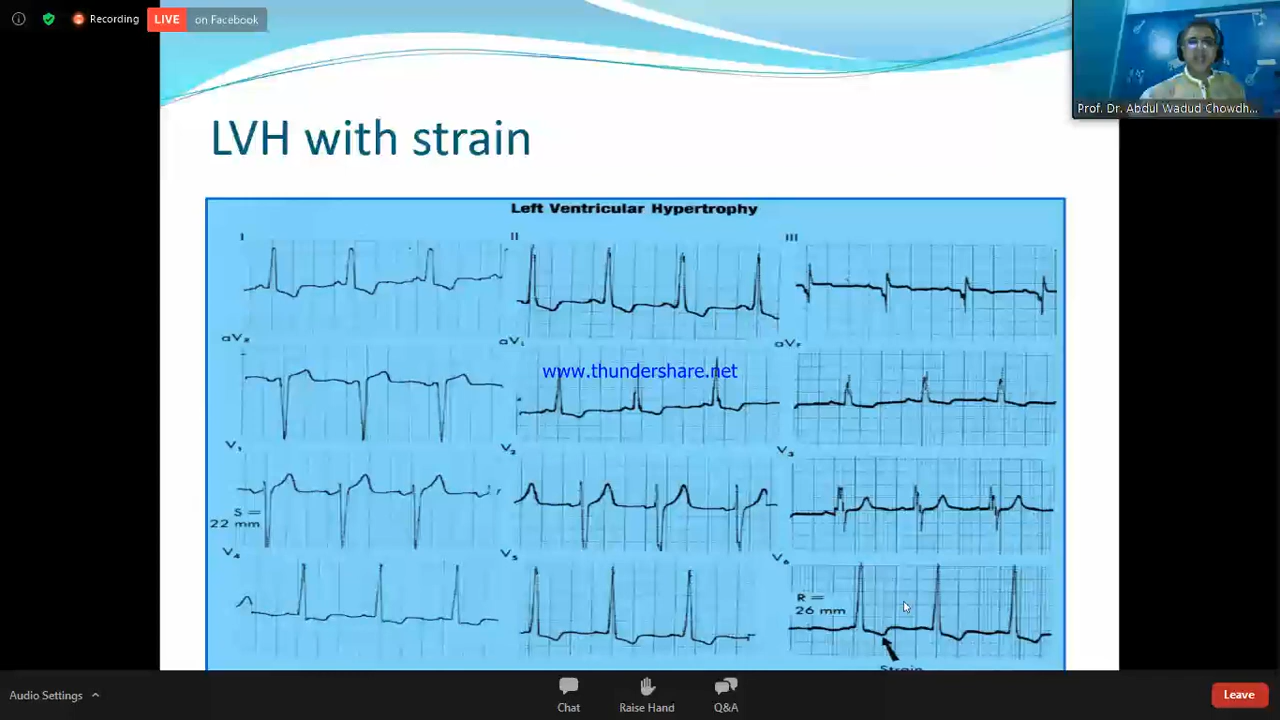 Recording
LIVE on Facebook
Prof. Dr. Abdul Wadud Chowdh...
LVH with strain
Left Ventricular Hypertrophy
I II III
aVR aVL aVF
www.thundershare.net
V1 V2 V3
S =
22 mm
V4 V5 V6
R =
26 mm
Strain
Audio Settings
Chat Raise Hand Q&A
Leave